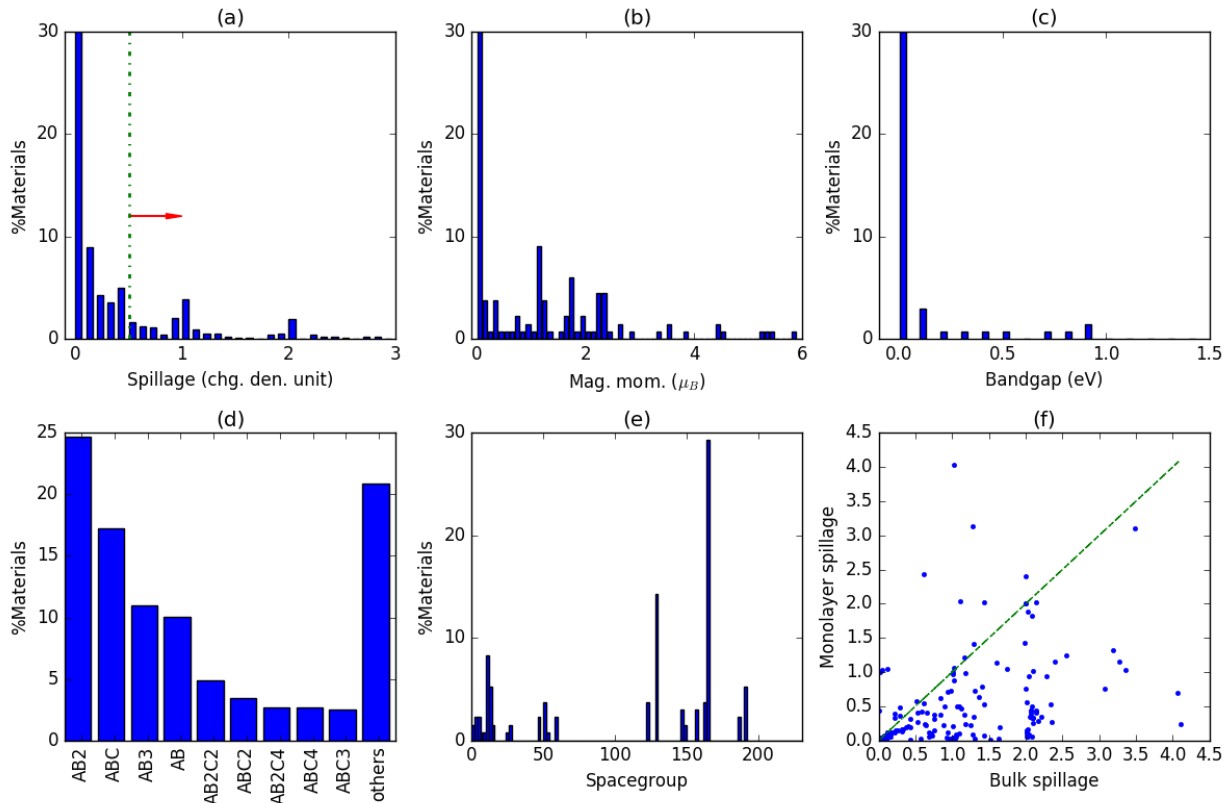 (a)
30
20
10
0
%Materials
0 1 2 3
Spillage (chg. den. unit)
(b)
30
20
10
0
%Materials
0 2 4 6
Mag. mom. (μ_B)
(c)
30
20
10
0
%Materials
0.0 0.5 1.0 1.5
Bandgap (eV)
(d)
25
20
15
10
5
0
%Materials
AB2 ABC AB3 AB AB2C2 ABC2 AB2C4 ABC4 ABC3 others
(e)
30
20
10
0
%Materials
0 50 100 150 200
Spacegroup
(f)
4.5
4.0
3.5
3.0
2.5
2.0
1.5
1.0
0.5
0.0
Monolayer spillage
0.0 0.5 1.0 1.5 2.0 2.5 3.0 3.5 4.0 4.5
Bulk spillage